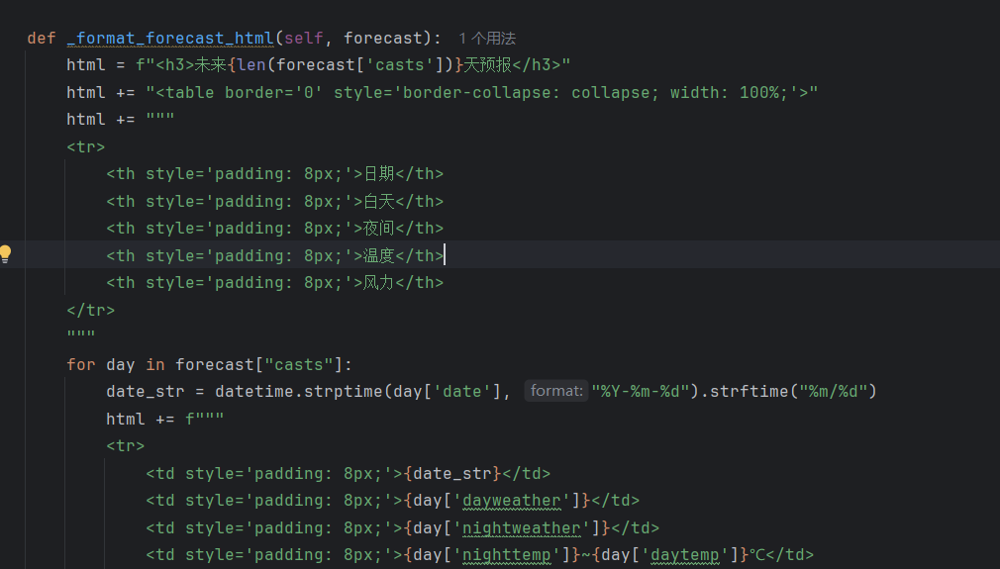 def _format_forecast_html(self, forecast): 1 个用法
html = f"<h3>未来{len(forecast['casts'])}天预报</h3>"
html += "<table border='0' style='border-collapse: collapse; width: 100%;'>"
html += """
<tr>
<th style='padding: 8px;'>日期</th>
<th style='padding: 8px;'>白天</th>
<th style='padding: 8px;'>夜间</th>
<th style='padding: 8px;'>温度</th>
<th style='padding: 8px;'>风力</th>
</tr>
"""
for day in forecast["casts"]:
date_str = datetime.strptime(day['date'], format: "%Y-%m-%d").strftime("%m/%d")
html += f"""
<tr>
<td style='padding: 8px;'>{date_str}</td>
<td style='padding: 8px;'>{day['dayweather']}</td>
<td style='padding: 8px;'>{day['nightweather']}</td>
<td style='padding: 8px;'>{day['nighttemp']}~{day['daytemp']}℃</td>